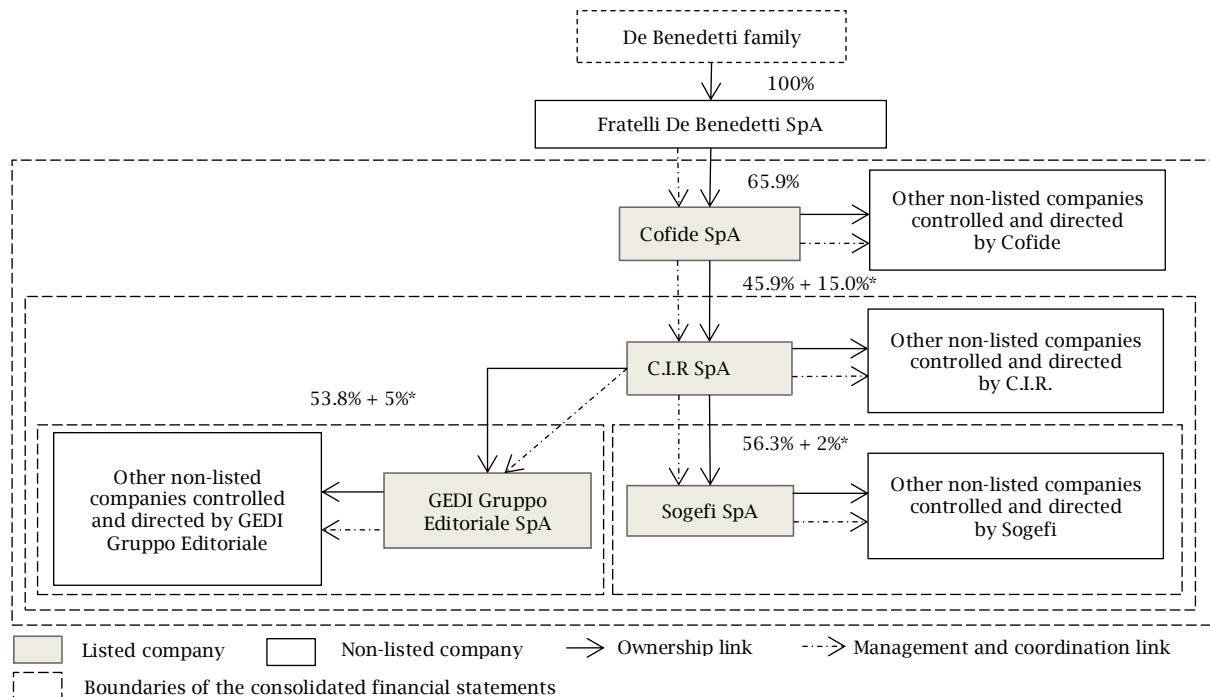 De Benedetti family
100%
Fratelli De Benedetti SpA
65.9%
Cofide SpA
Other non-listed companies
controlled and directed
by Cofide
45.9% + 15.0%*
C.I.R SpA
Other non-listed companies
controlled and directed
by C.I.R.
53.8% + 5%*
56.3% + 2%*
Other non-listed
companies controlled
and directed by GEDI
Gruppo Editoriale
GEDI Gruppo
Editoriale SpA
Sogefi SpA
Other non-listed companies
controlled and directed
by Sogefi
Listed company
Non-listed company
Ownership link
Management and coordination link
Boundaries of the consolidated financial statements